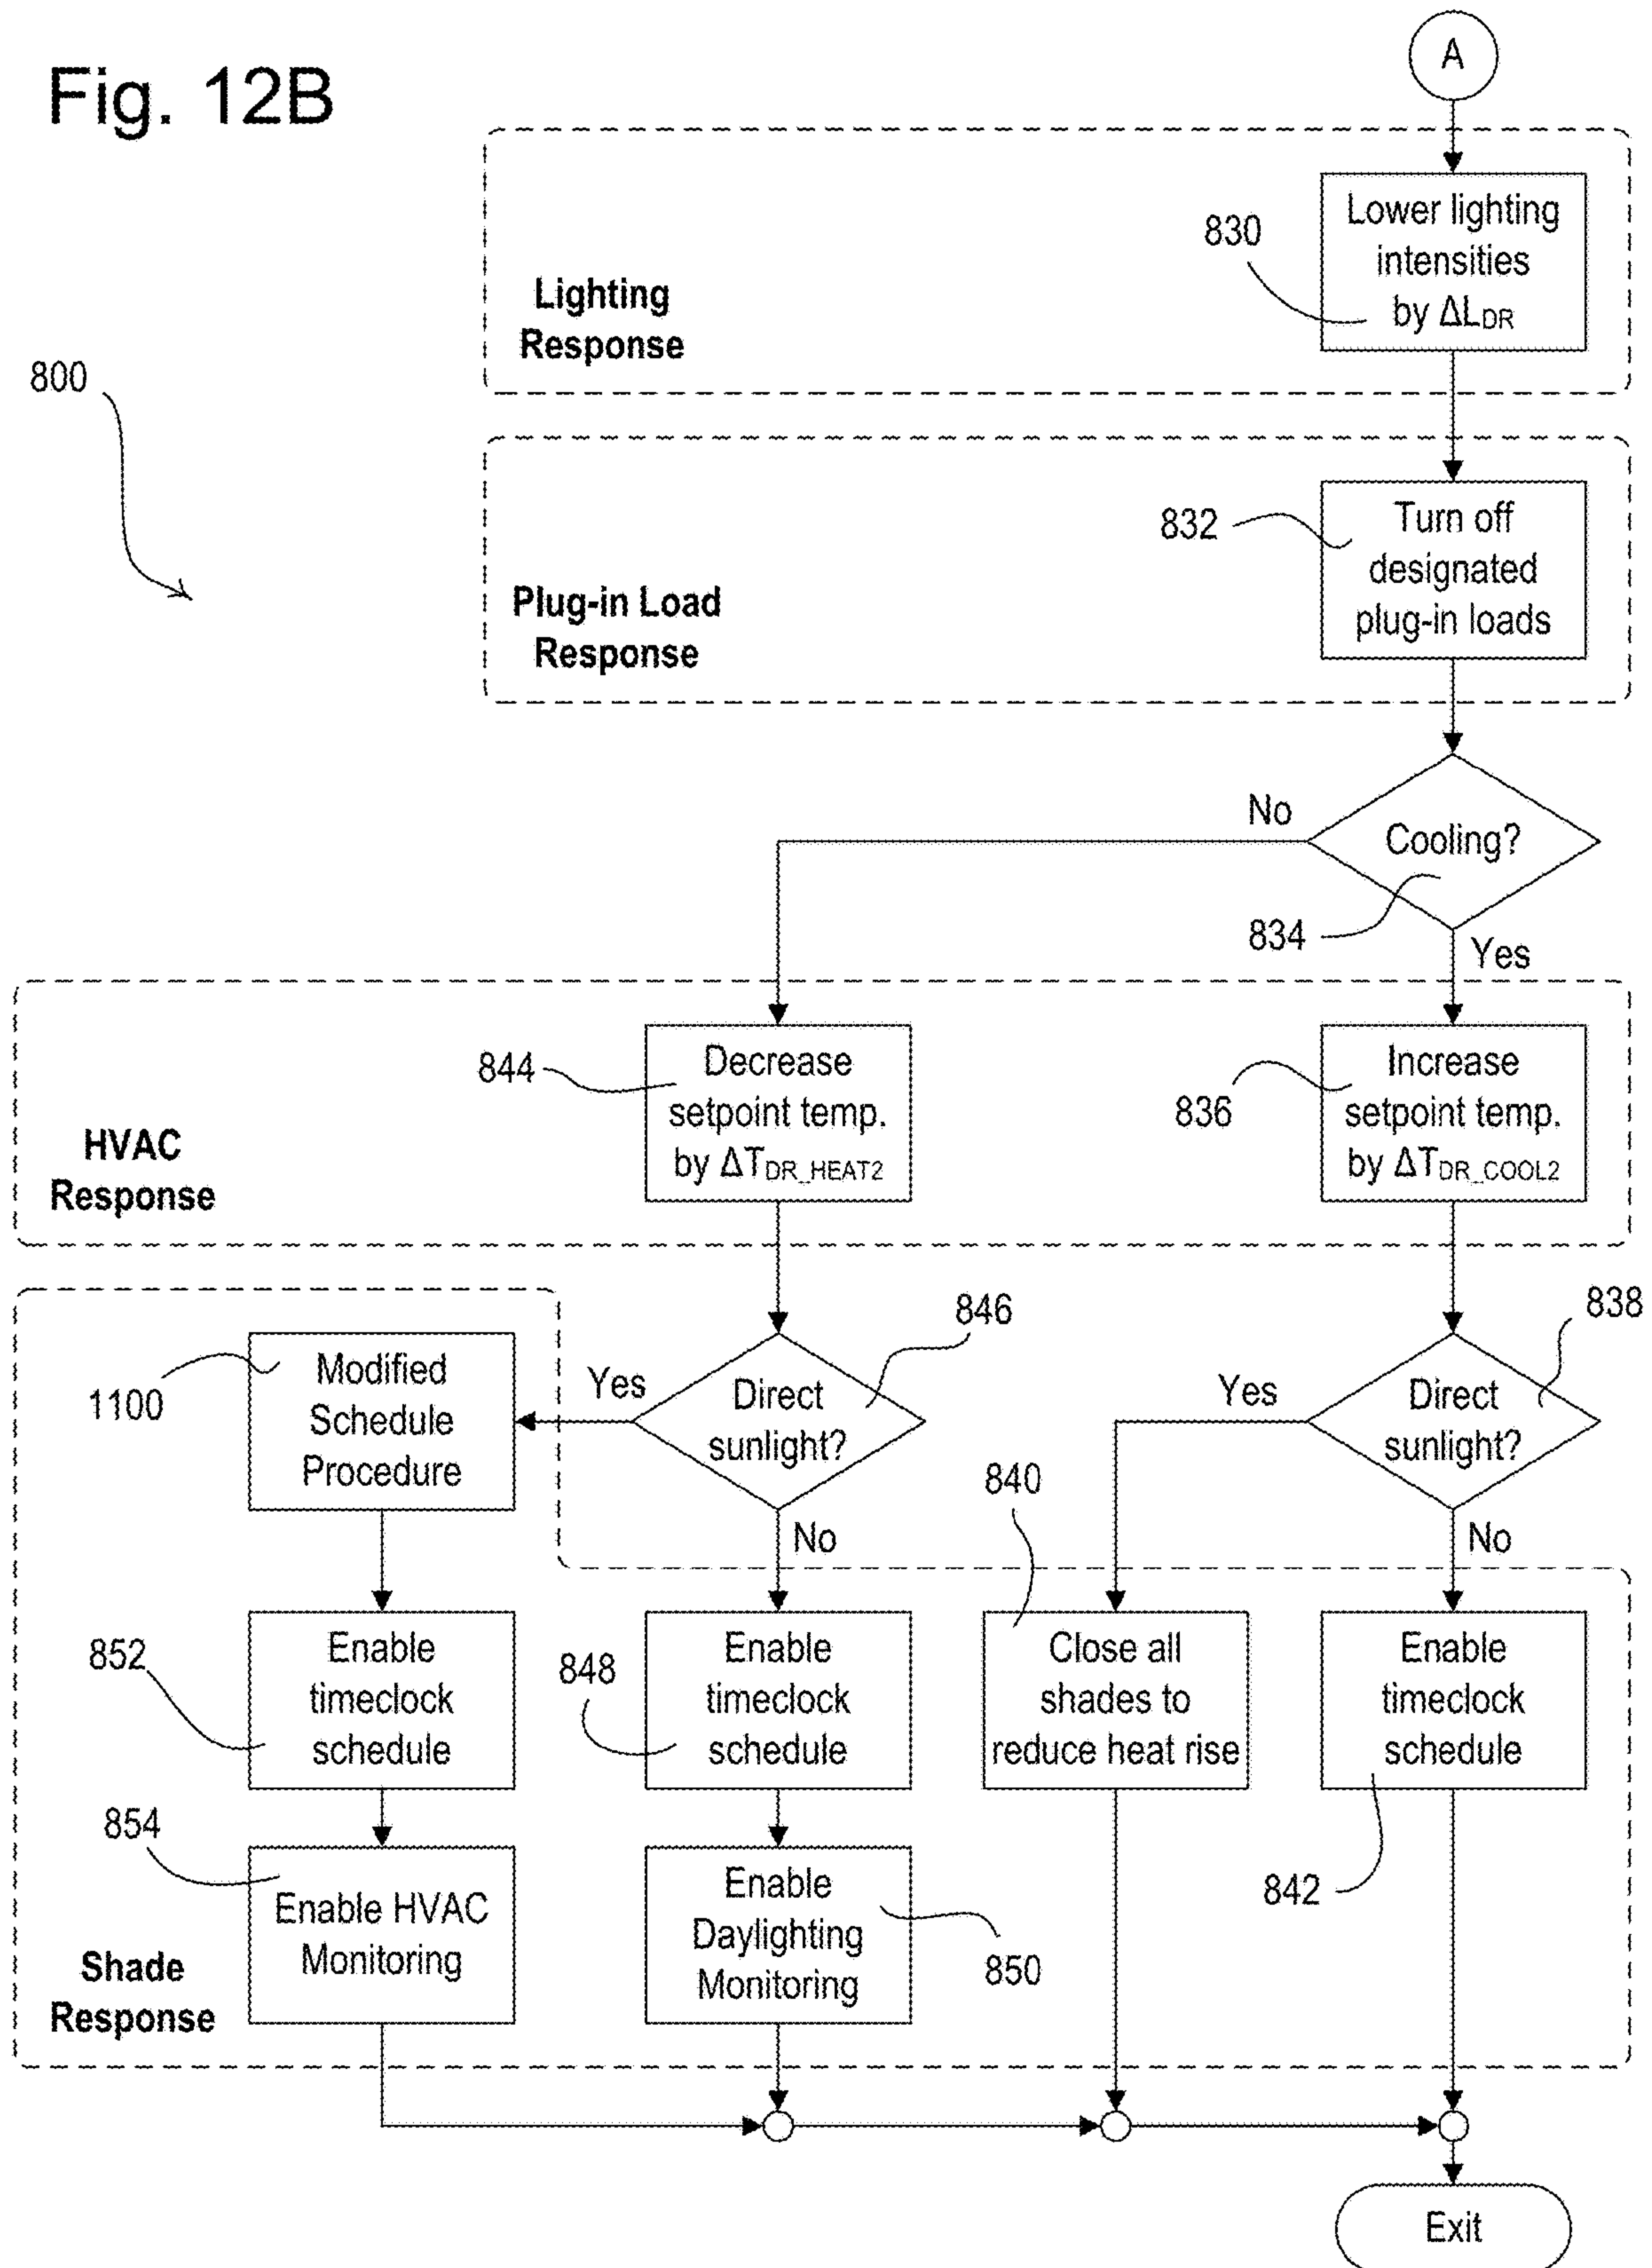 Fig. 12B
A
830
Lower lighting
intensities
by ΔLDR
Lighting
Response
800
832
Turn off
designated
plug-in loads
Plug-in Load
Response
No
Cooling?
834
Yes
844
Decrease
setpoint temp.
by ΔTDR_HEAT2
836
Increase
setpoint temp.
by ΔTDR_COOL2
HVAC
Response
1100
Modified
Schedule
Procedure
Yes
846
Direct
sunlight?
No
Yes
838
Direct
sunlight?
No
852
Enable
timeclock
schedule
848
Enable
timeclock
schedule
840
Close all
shades to
reduce heat rise
Enable
timeclock
schedule
842
854
Enable HVAC
Monitoring
Enable
Daylighting
Monitoring
850
Shade
Response
Exit